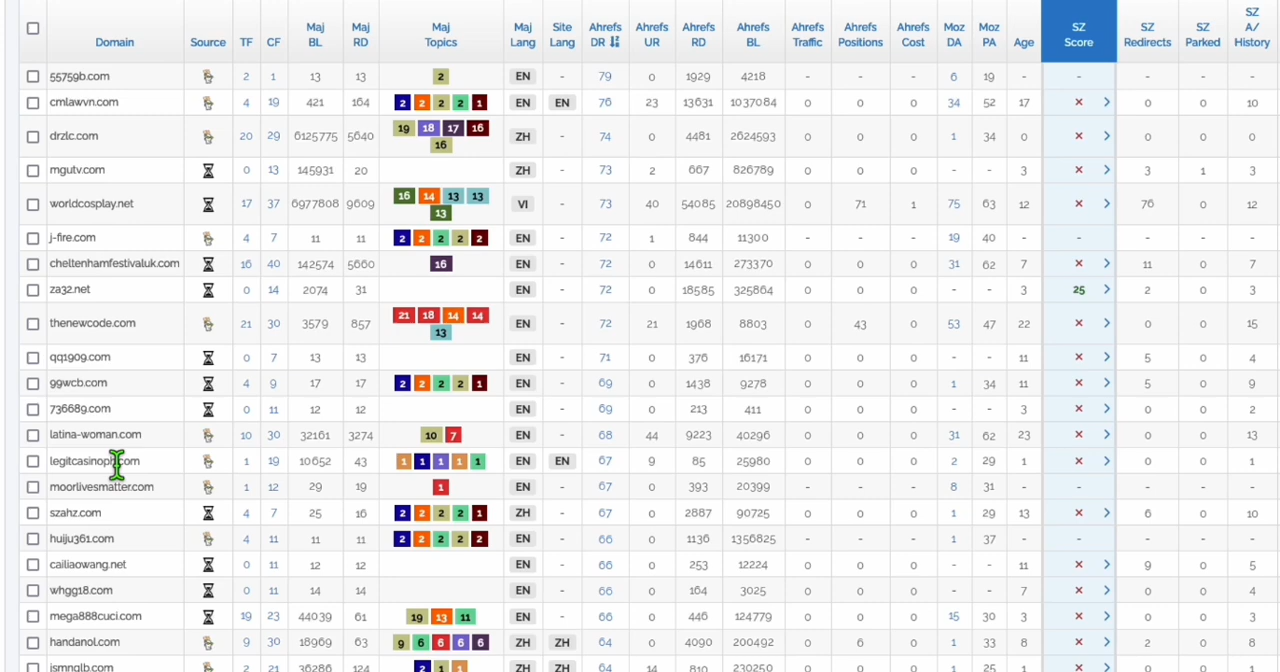 Domain Source TF CF Maj BL Maj RD Maj Topics Maj Lang Site Lang Ahrefs DR Ahrefs UR Ahrefs RD Ahrefs BL Ahrefs Traffic Ahrefs Positions Ahrefs Cost Moz DA Moz PA Age SZ Score SZ Redirects SZ Parked SZ A/ History
55759b.com 2 1 13 13 2 EN - 79 0 1929 4218 - - - 6 19 - - - - -
cmlawvn.com 4 19 421 164 2 2 2 2 1 EN EN 76 23 13631 1037084 0 0 0 34 52 17 × 0 0 10
drzlc.com 20 29 6125775 5640 19 18 17 16 16 ZH - 74 0 4481 2624593 0 0 0 1 34 0 × 0 0 0
mgutv.com 0 13 145931 20 ZH - 73 2 667 826789 0 0 0 - - 3 × 3 1 3
worldcosplay.net 17 37 6977808 9609 16 14 13 13 13 VI - 73 40 54085 20898450 0 71 1 75 63 12 × 76 0 12
j-fire.com 4 7 11 11 2 2 2 2 2 EN - 72 1 844 11300 - - - 19 40 - - - - -
cheltenhamfestivaluk.com 16 40 142574 5660 16 EN - 72 0 14611 273370 0 0 0 31 62 7 × 11 0 7
za32.net 0 14 2074 31 EN - 72 0 18585 325864 0 0 0 - - 3 25 2 0 3
thenewcode.com 21 30 3579 857 21 18 14 14 13 EN - 72 21 1968 8803 0 43 0 53 47 22 × 0 0 15
qq1909.com 0 7 13 13 EN - 71 0 376 16171 0 0 0 - - 11 × 5 0 4
99wcb.com 4 9 17 17 2 2 2 2 1 EN - 69 0 1438 9278 0 0 0 1 34 11 × 5 0 9
736689.com 0 11 12 12 EN - 69 0 213 411 0 0 0 - - 3 × 0 0 2
latina-woman.com 10 30 32161 3274 10 7 EN - 68 44 9223 40296 0 0 0 31 62 23 × 0 0 13
legitcasinoph.com 1 19 10652 43 1 1 1 1 1 EN EN 67 9 85 25980 0 0 0 2 29 1 × 0 0 1
moorlivesmatter.com 1 12 29 19 1 EN - 67 0 393 20399 0 0 0 8 31 - - - - -
szahz.com 4 7 25 16 2 2 2 2 1 ZH - 67 0 2887 90725 0 0 0 1 29 13 × 6 0 10
huiju361.com 4 11 11 11 2 2 2 2 2 EN - 66 0 1136 1356825 - - - 1 37 - - - - -
cailiaowang.net 0 11 12 12 EN - 66 0 253 12224 0 0 0 - - 11 × 9 0 5
whgg18.com 0 11 14 14 EN - 66 0 164 3025 0 0 0 - - 7 × 0 0 4
mega888cuci.com 19 23 44039 61 19 13 11 EN - 66 0 446 124779 0 0 0 15 30 3 × 0 0 3
handanol.com 9 30 18969 63 9 6 6 6 6 ZH ZH 64 0 4090 200492 0 6 0 1 33 8 × 2 0 8
2 21 36286 124 2 1 1 ZH ZH 64 14 810 230250 0 0 0 1 25 1 × 0 0 1